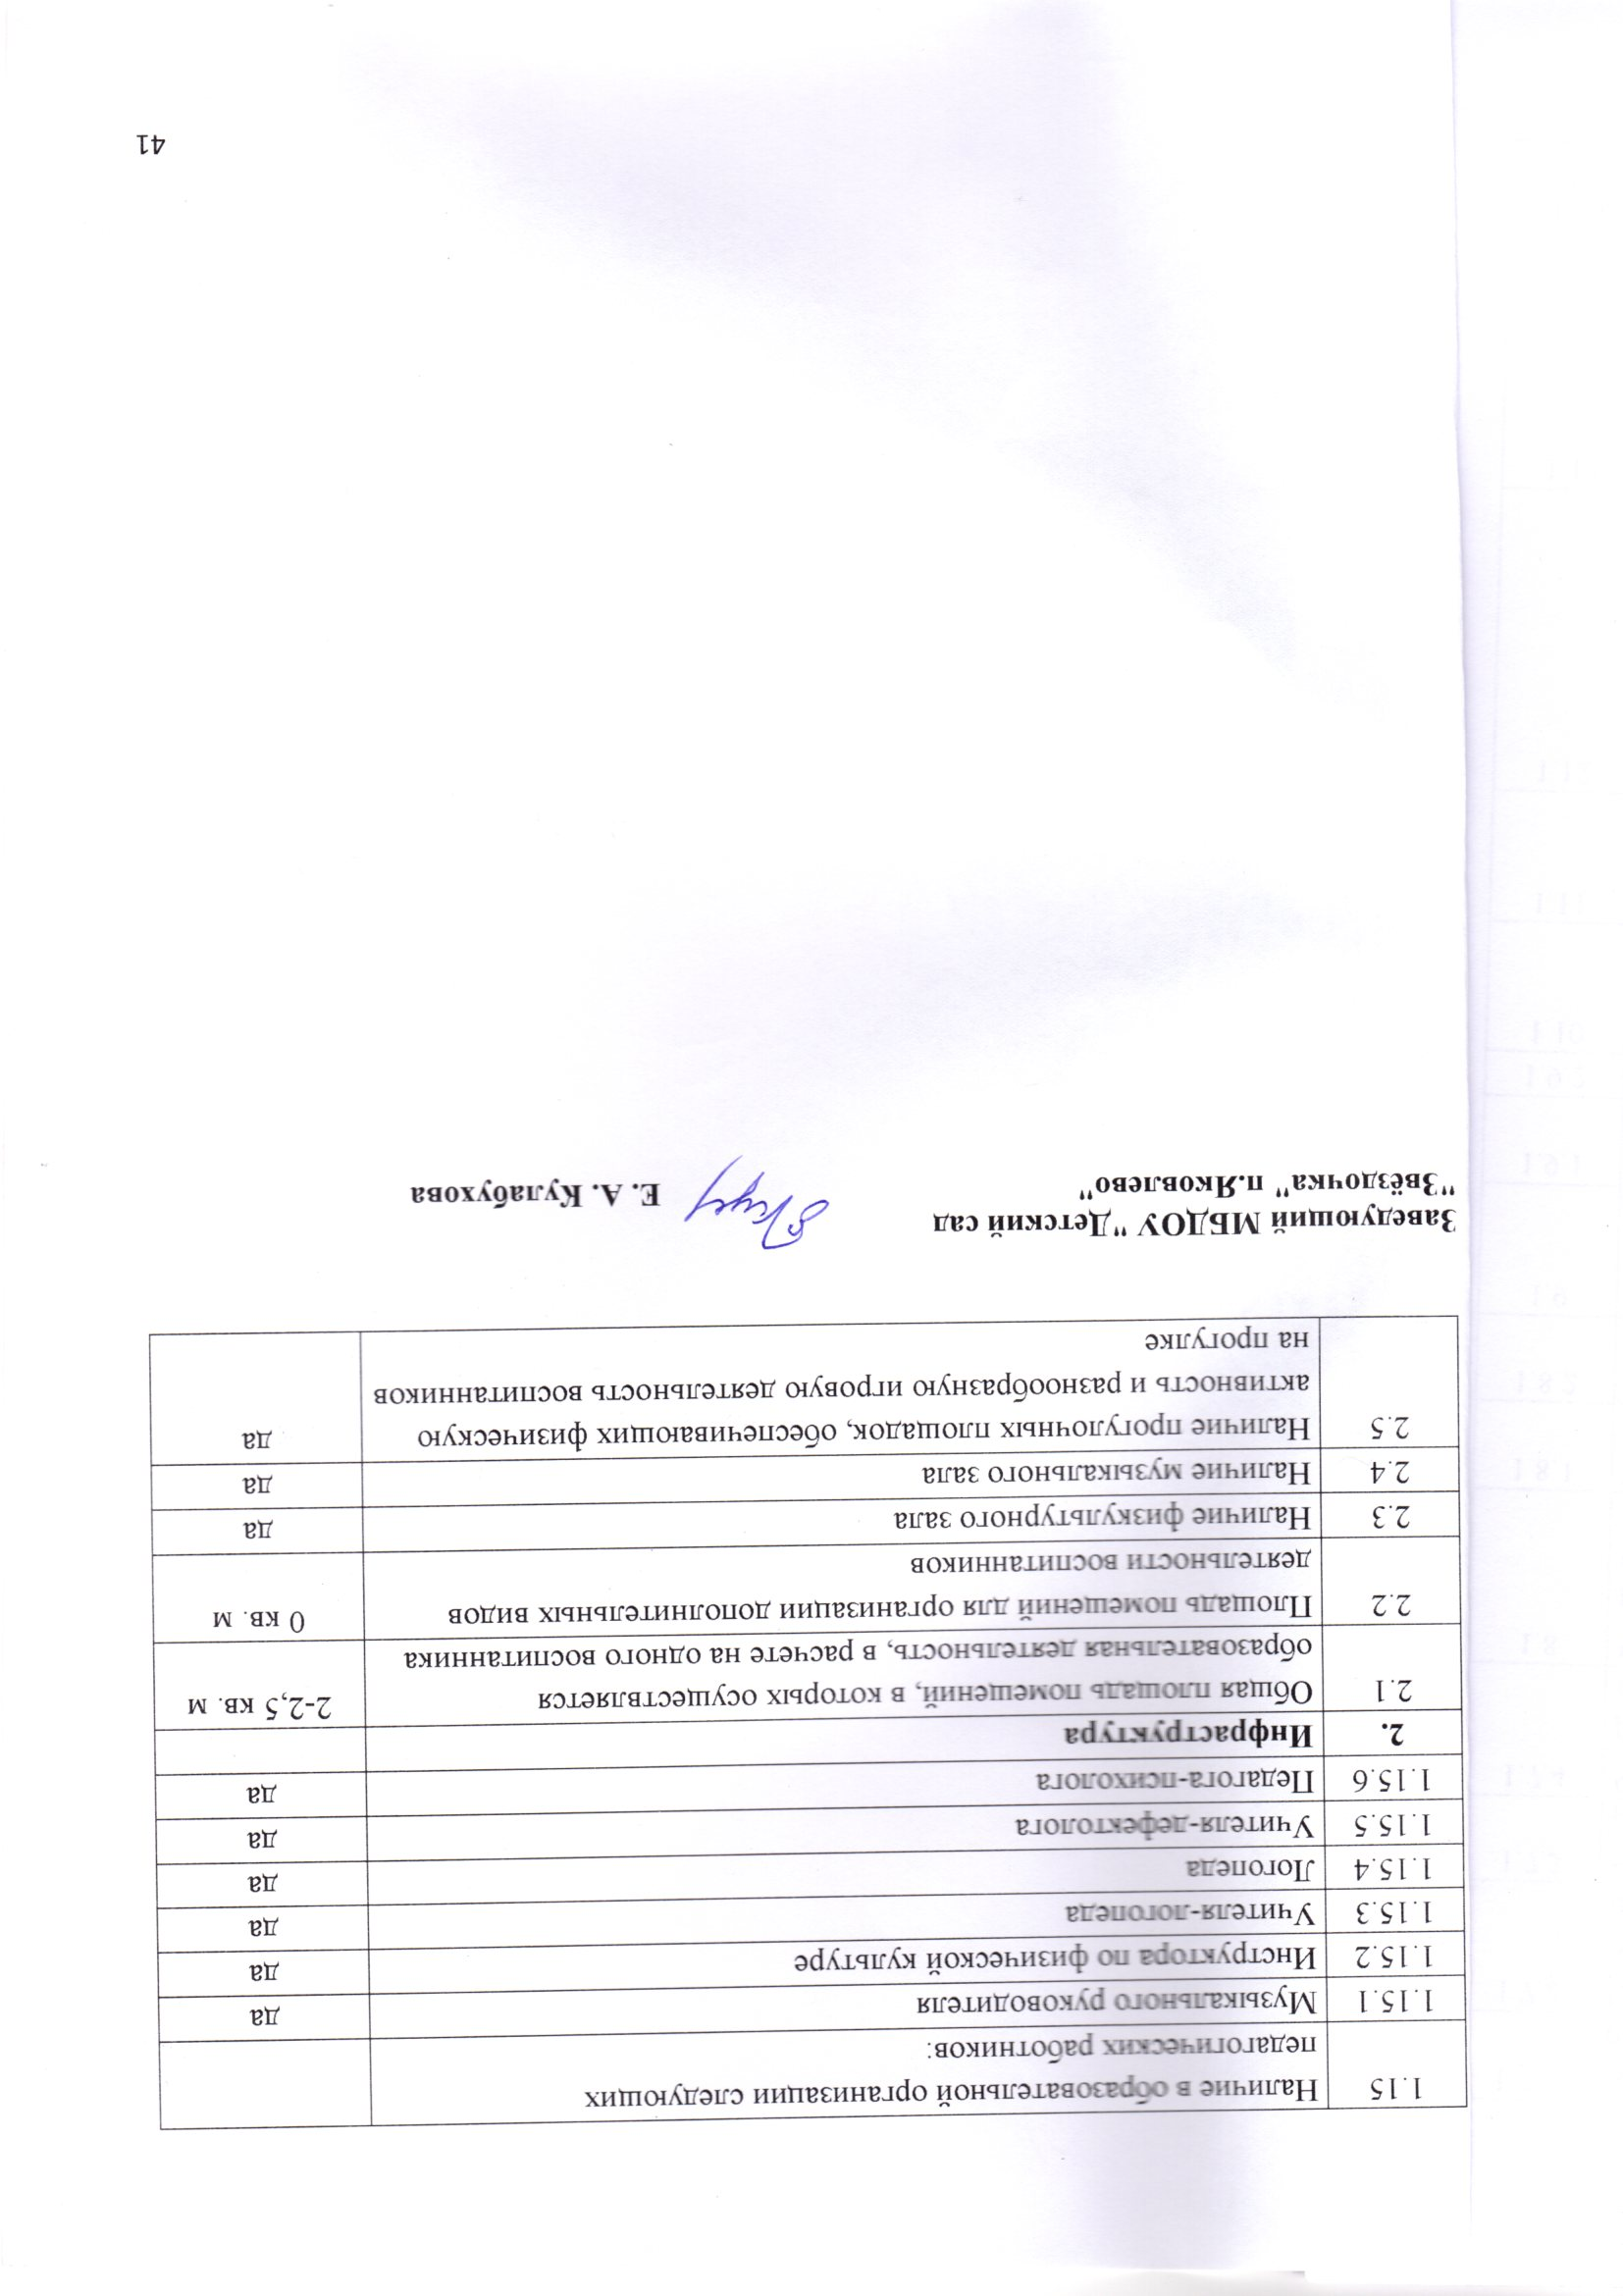 1.15 Наличие в образовательной организации следующих
педагогических работников:
1.15.1 Музыкального руководителя да
1.15.2 Инструктора по физической культуре да
1.15.3 Учителя-логопеда да
1.15.4 Логопеда да
1.15.5 Учителя-дефектолога да
1.15.6 Педагога-психолога да
2. Инфраструктура
2.1 Общая площадь помещений, в которых осуществляется 2-2,5 кв. м
образовательная деятельность, в расчете на одного воспитанника
2.2 Площадь помещений для организации дополнительных видов 0 кв. м
деятельности воспитанников
2.3 Наличие физкультурного зала да
2.4 Наличие музыкального зала да
2.5 Наличие прогулочных площадок, обеспечивающих физическую да
активность и разнообразную игровую деятельность воспитанников
на прогулке
Заведующий МБДОУ "Детский сад
"Звёздочка" п.Яковлево" Е. А. Кулабухова
41